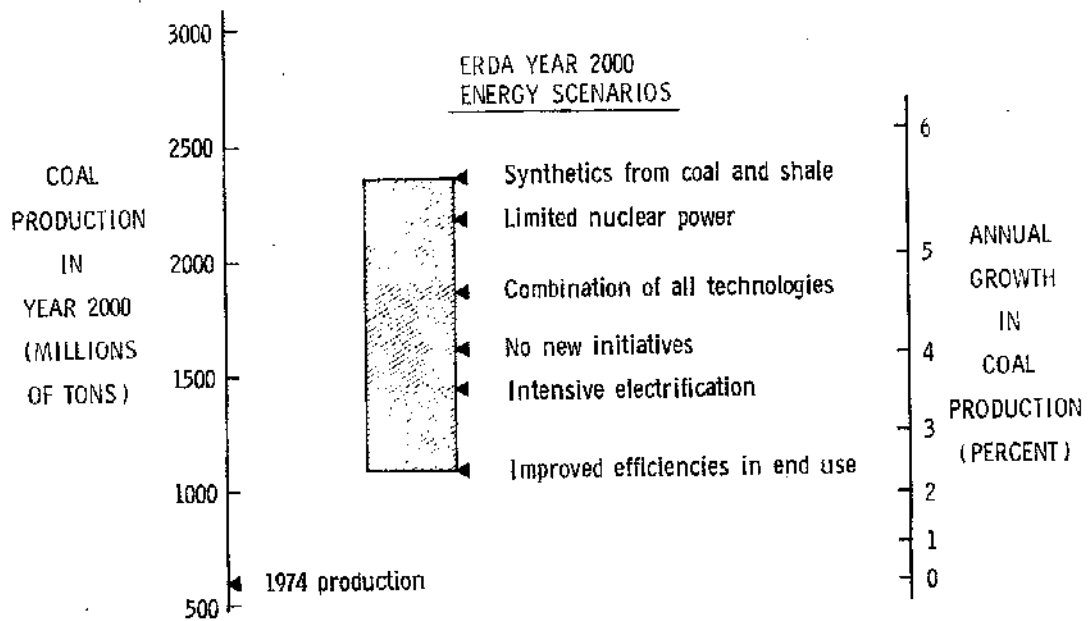 3000
2500
2000
1500
1000
500
COAL
PRODUCTION
IN
YEAR 2000
(MILLIONS
OF TONS)
ERDA YEAR 2000
ENERGY SCENARIOS
Synthetics from coal and shale
Limited nuclear power
Combination of all technologies
No new initiatives
Intensive electrification
Improved efficiencies in end use
1974 production
6
5
4
3
2
1
0
ANNUAL
GROWTH
IN
COAL
PRODUCTION
(PERCENT)